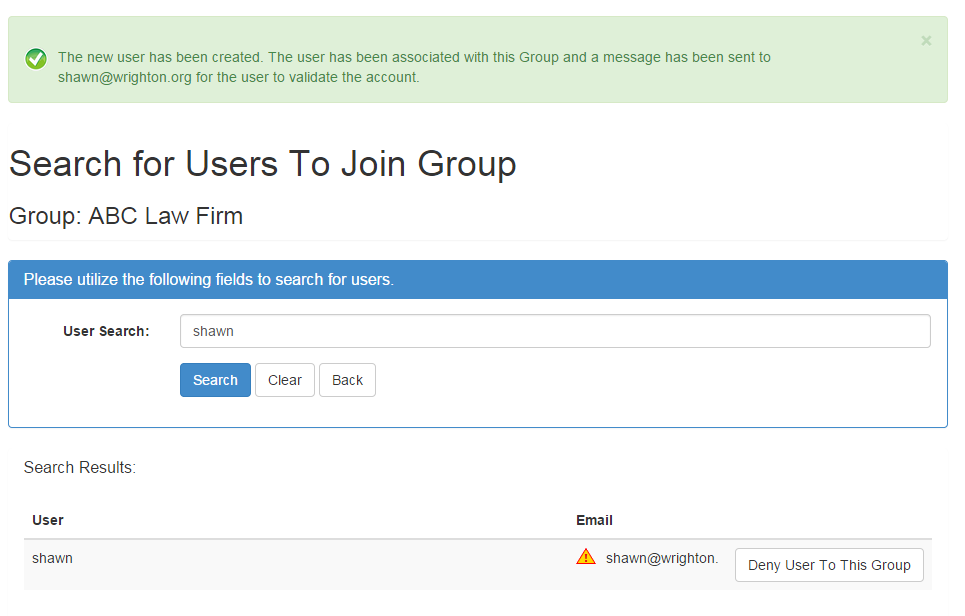 The new user has been created. The user has been associated with this Group and a message has been sent to
shawn@wrighton.org for the user to validate the account.
×
Search for Users To Join Group
Group: ABC Law Firm
Please utilize the following fields to search for users.
User Search: shawn
Search Clear Back
Search Results:
User Email
shawn shawn@wrighton. Deny User To This Group